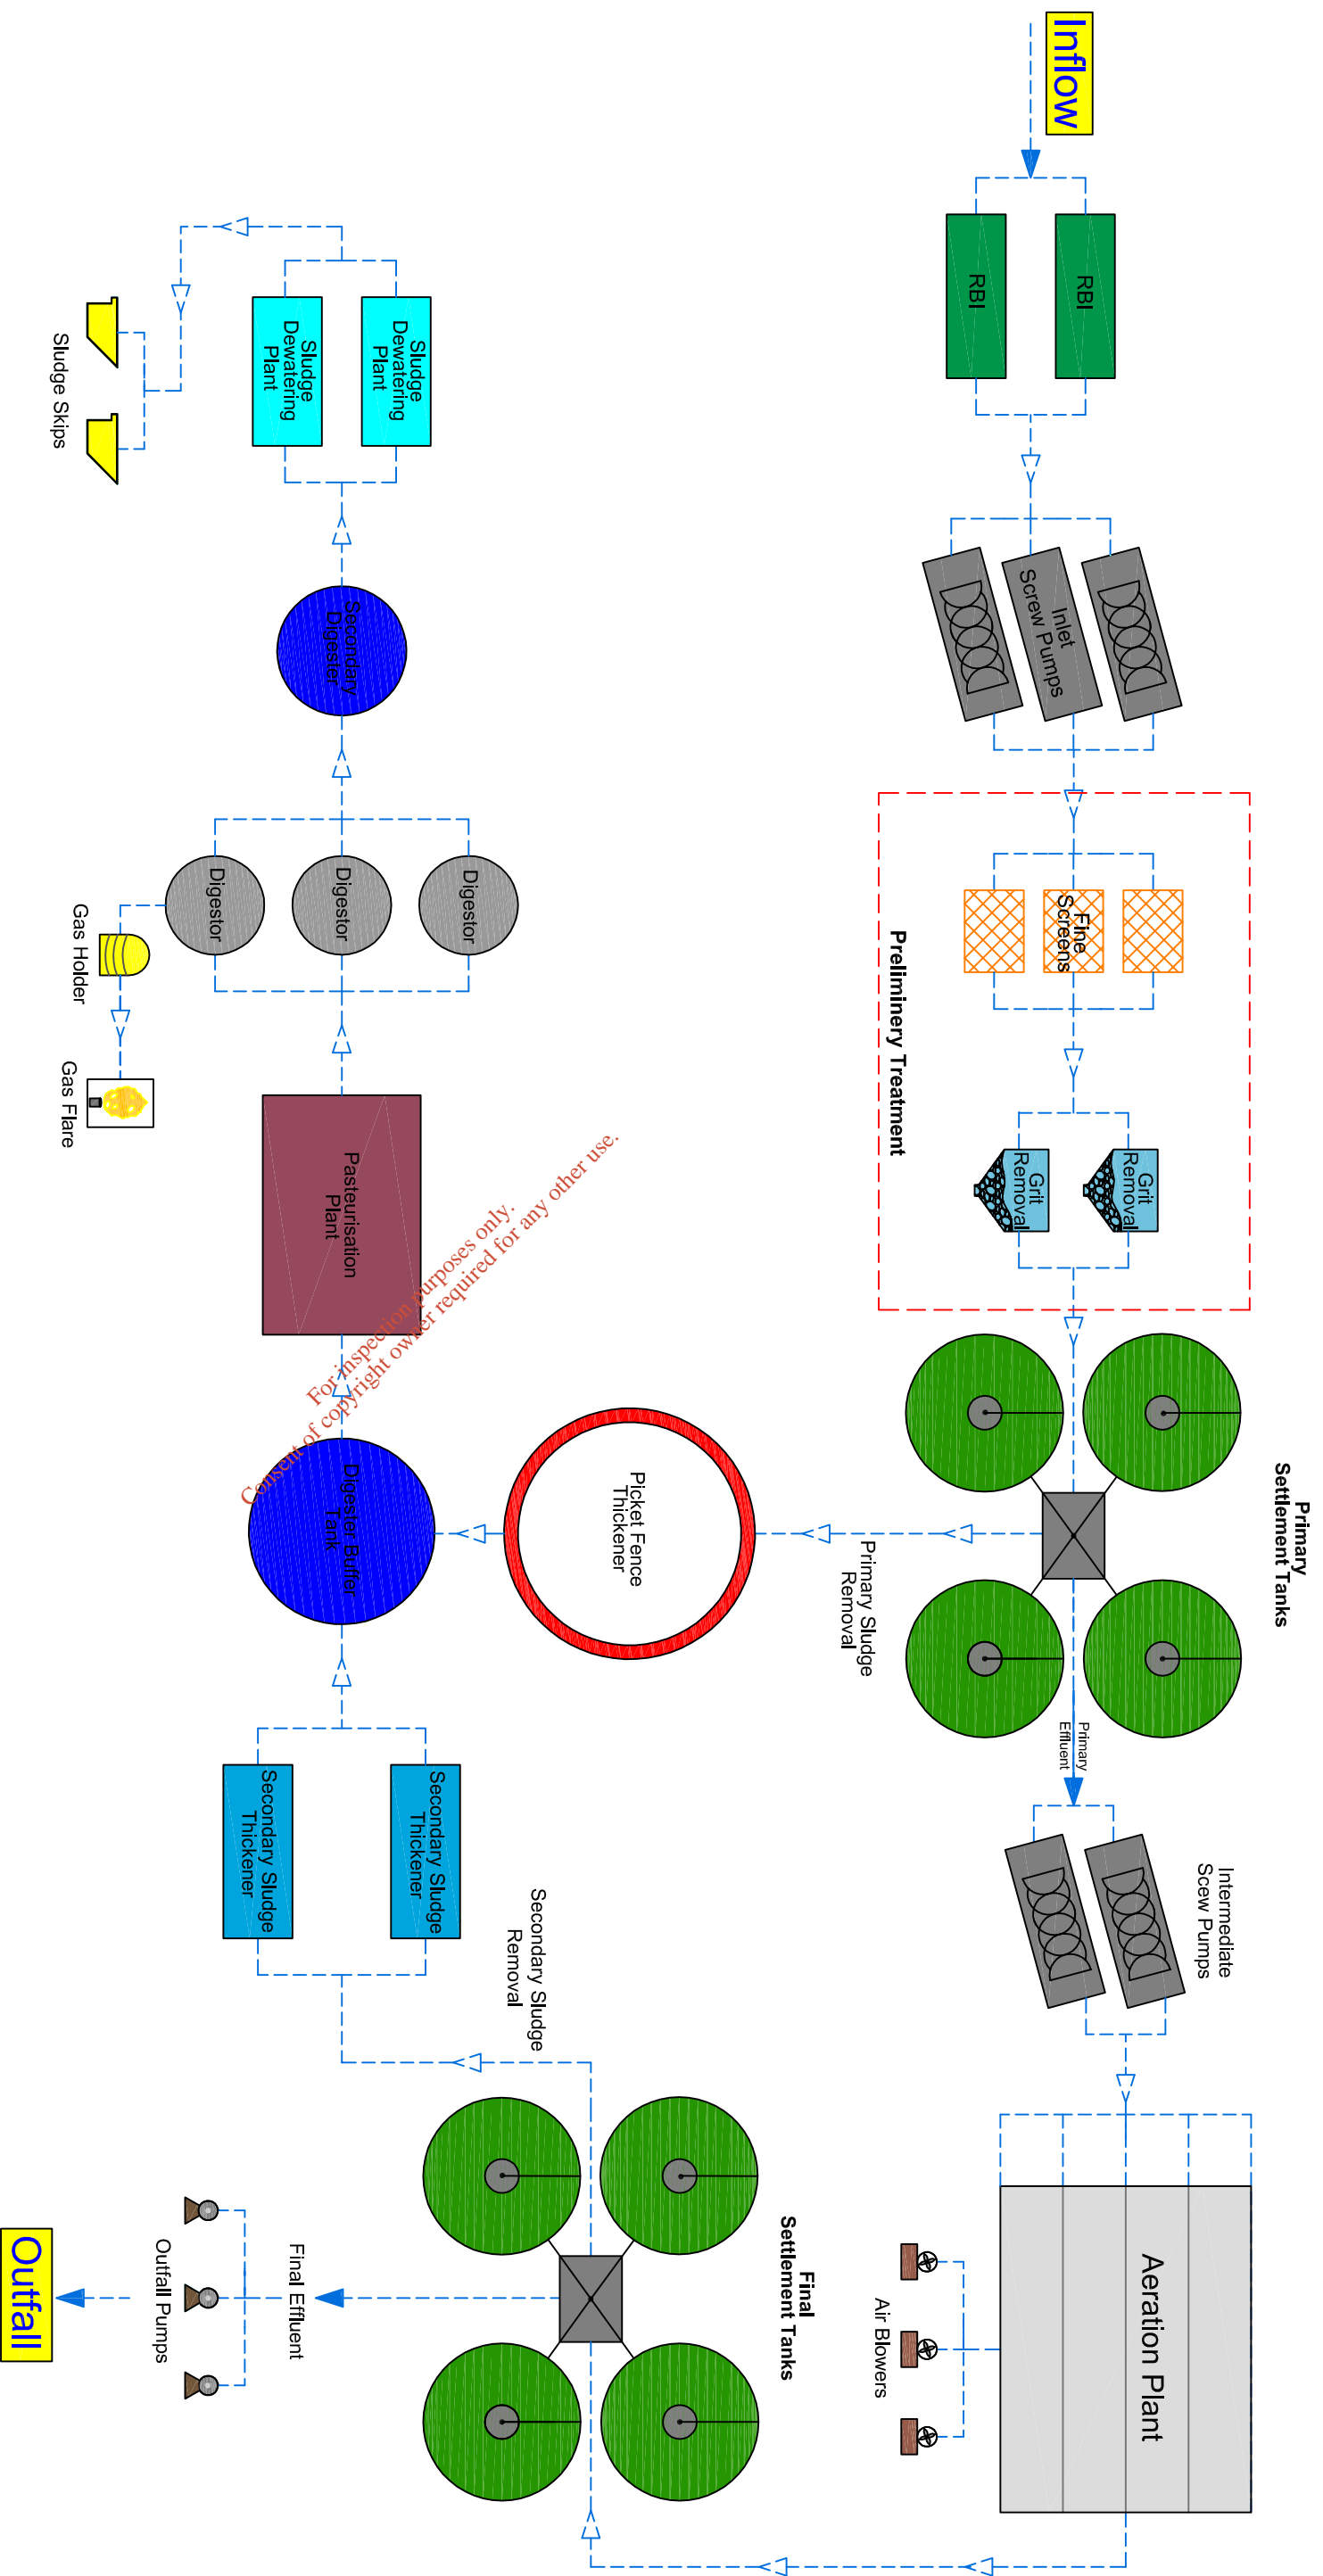 Inflow
RBI
RBI
Inlet
Screw Pumps
Preliminery Treatment
Fine
Screens
Grit
Removal
Grit
Removal
Primary
Settlement Tanks
Primary
Effluent
Primary Sludge
Removal
Intermediate
Scew Pumps
Aeration Plant
Air Blowers
Final
Settlement Tanks
Final Effluent
Outfall Pumps
Outfall
Secondary Sludge
Removal
Secondary Sludge
Thickener
Secondary Sludge
Thickener
Picket Fence
Thickener
Digester Buffer
Tank
Pasteurisation
Plant
Digestor
Digestor
Digestor
Gas Holder
Gas Flare
Secondary
Digester
Sludge
Dewatering
Plant
Sludge
Dewatering
Plant
Sludge Skips
For inspection purposes only.
Consent of copyright owner required for any other use.